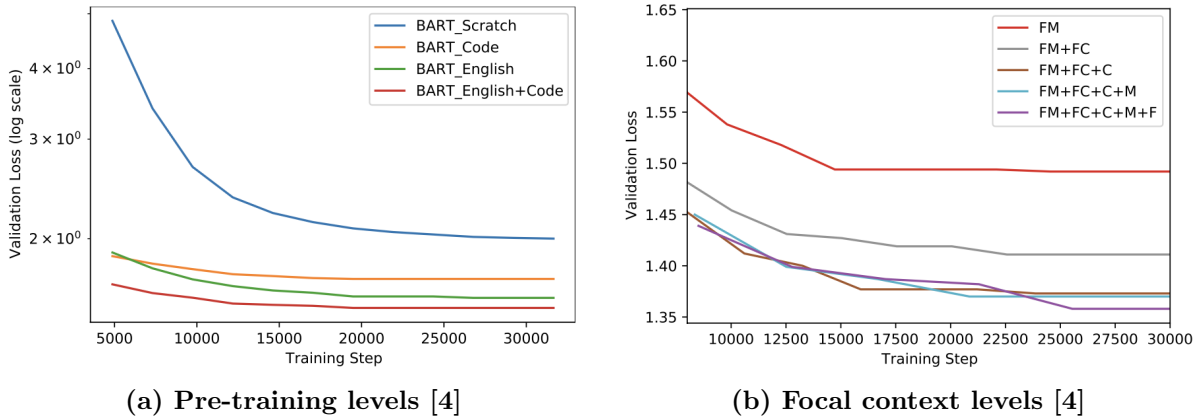 BART_Scratch
BART_Code
BART_English
BART_English+Code
4 × 10⁰
3 × 10⁰
2 × 10⁰
Validation Loss (log scale)
5000 10000 15000 20000 25000 30000
Training Step
(a) Pre-training levels [4]
FM
FM+FC
FM+FC+C
FM+FC+C+M
FM+FC+C+M+F
1.65
1.60
1.55
1.50
1.45
1.40
1.35
Validation Loss
10000 12500 15000 17500 20000 22500 25000 27500 30000
Training Step
(b) Focal context levels [4]